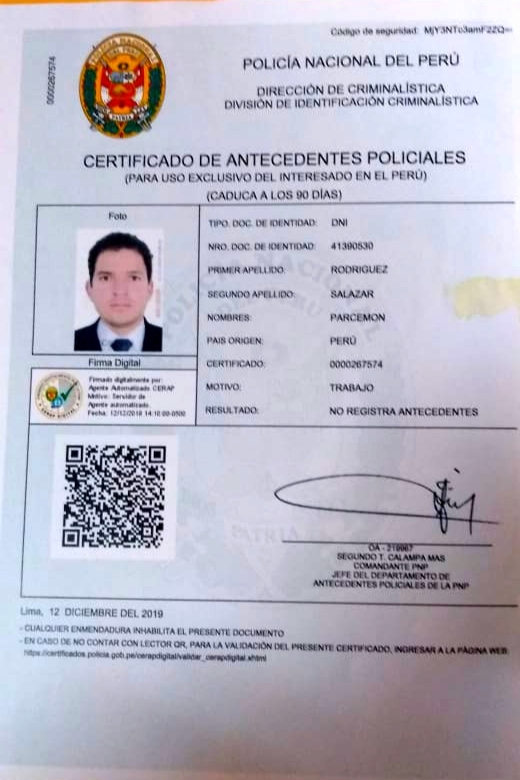 Código de seguridad: MjY3NTo3amF2ZQ==
0000267574
POLICÍA NACIONAL DEL PERÚ
DIRECCIÓN DE CRIMINALÍSTICA
DIVISIÓN DE IDENTIFICACIÓN CRIMINALÍSTICA
CERTIFICADO DE ANTECEDENTES POLICIALES
(PARA USO EXCLUSIVO DEL INTERESADO EN EL PERÚ)
(CADUCA A LOS 90 DÍAS)
Foto
TIPO. DOC. DE IDENTIDAD: DNI
NRO. DOC. DE IDENTIDAD: 41390530
PRIMER APELLIDO: RODRIGUEZ
SEGUNDO APELLIDO: SALAZAR
NOMBRES: PARCEMON
PAIS ORIGEN: PERÚ
CERTIFICADO: 0000267574
MOTIVO: TRABAJO
RESULTADO: NO REGISTRA ANTECEDENTES
Firma Digital
Firmado digitalmente por:
Agente Automatizado CERAP
Motivo: Servidor de
Agente automatizado.
Fecha: 12/12/2019 14:10:00-0500
PATRIA
OA - 219967
SEGUNDO T. CALAMPA MAS
COMANDANTE PNP
JEFE DEL DEPARTAMENTO DE
ANTECEDENTES POLICIALES DE LA PNP
Lima, 12 DICIEMBRE DEL 2019
- CUALQUIER ENMENDADURA INHABILITA EL PRESENTE DOCUMENTO
- EN CASO DE NO CONTAR CON LECTOR QR, PARA LA VALIDACIÓN DEL PRESENTE CERTIFICADO, INGRESAR A LA PÁGINA WEB:
https://certificados.policia.gob.pe/cerapdigital/validar_cerapdigital.xhtml